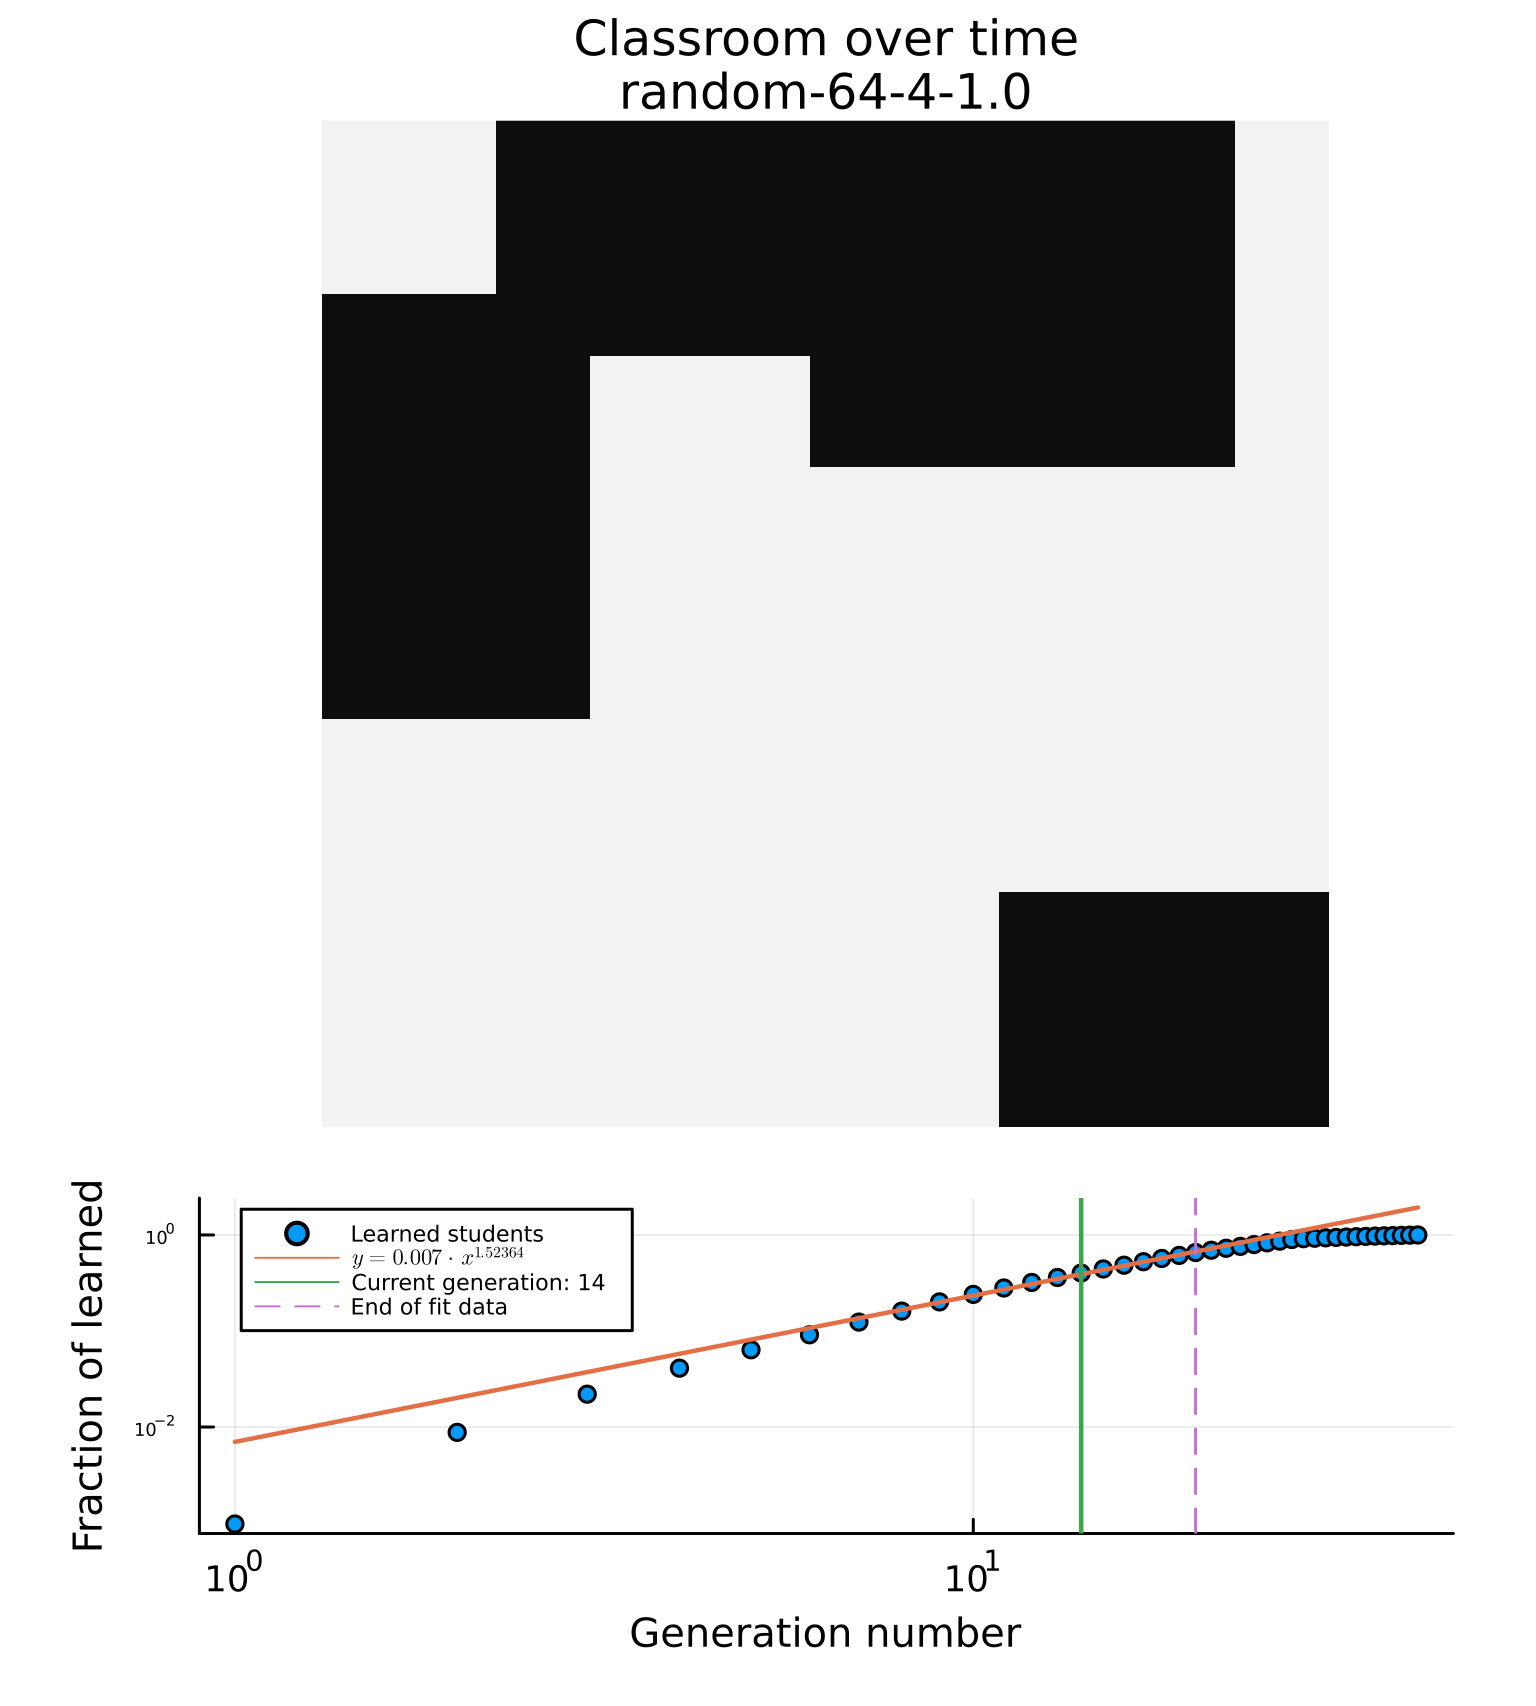 Classroom over time
random-64-4-1.0
Fraction of learned
10^0
10^-2
Learned students
y = 0.007 · x^1.52364
Current generation: 14
End of fit data
10^0
10^1
Generation number